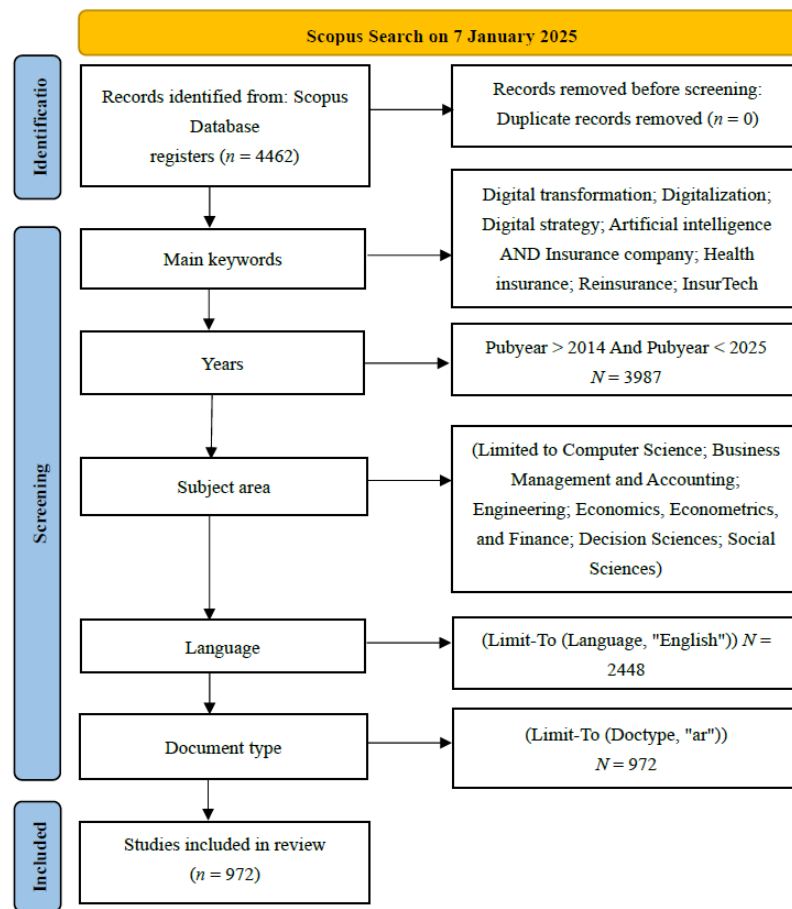 Scopus Search on 7 January 2025
Identificatio
Records identified from: Scopus
Database
registers (n = 4462)
Records removed before screening:
Duplicate records removed (n = 0)
Screening
Main keywords
Digital transformation; Digitalization;
Digital strategy; Artificial intelligence
AND Insurance company; Health
insurance; Reinsurance; InsurTech
Years
Pubyear > 2014 And Pubyear < 2025
N = 3987
Subject area
(Limited to Computer Science; Business
Management and Accounting;
Engineering; Economics, Econometrics,
and Finance; Decision Sciences; Social
Sciences)
Language
(Limit-To (Language, "English")) N =
2448
Document type
(Limit-To (Doctype, "ar"))
N = 972
Included
Studies included in review
(n = 972)